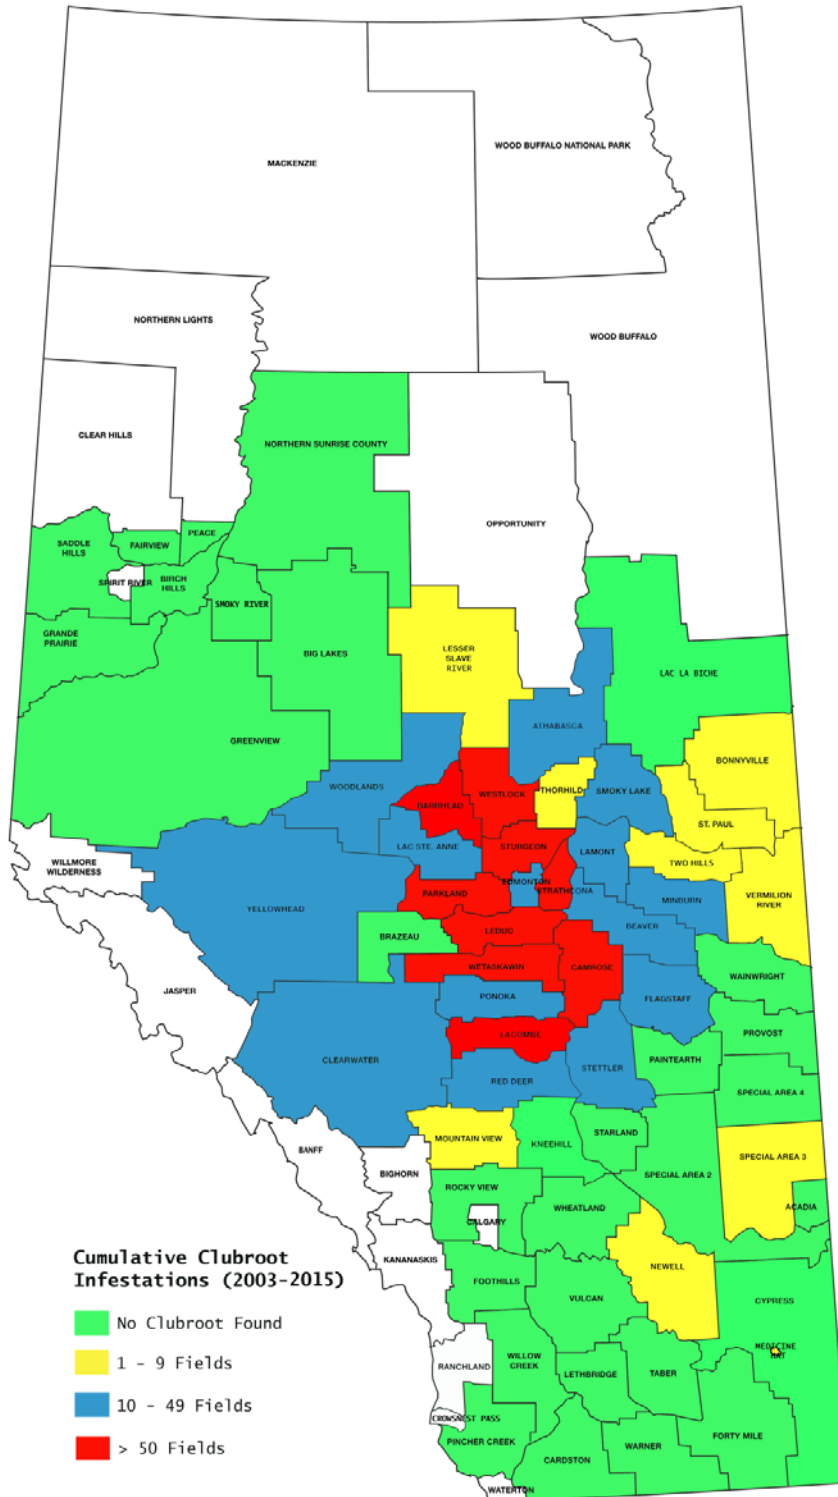 MACKENZIE
WOOD BUFFALO NATIONAL PARK
NORTHERN LIGHTS
WOOD BUFFALO
CLEAR HILLS
NORTHERN SUNRISE COUNTY
OPPORTUNITY
SADDLE
HILLS
FAIRVIEW
PEACE
SPIRIT RIVER
BIRCH
HILLS
SMOKY RIVER
GRANDE
PRAIRIE
BIG LAKES
LESSER
SLAVE
RIVER
LAC LA BICHE
GREENVIEW
ATHABASCA
BONNYVILLE
WOODLANDS
BARRHEAD
WESTLOCK
THORHILD
SMOKY LAKE
ST. PAUL
LAC STE. ANNE
STURGEON
LAMONT
TWO HILLS
WILLMORE
WILDERNESS
EDMONTON
STRATHCONA
PARKLAND
MINBURN
VERMILION
RIVER
YELLOWHEAD
BRAZEAU
LEDUC
BEAVER
WETASKAWIN
CAMROSE
WAINWRIGHT
JASPER
PONOKA
FLAGSTAFF
PROVOST
LACOMBE
CLEARWATER
STETTLER
PAINTEARTH
RED DEER
SPECIAL AREA 4
MOUNTAIN VIEW
KNEEHILL
STARLAND
BANFF
BIGHORN
SPECIAL AREA 3
SPECIAL AREA 2
ROCKY VIEW
WHEATLAND
ACADIA
CALGARY
KANANASKIS
NEWELL
FOOTHILLS
VULCAN
CYPRESS
MEDICINE
HAT
RANCHLAND
WILLOW
CREEK
LETHBRIDGE
TABER
CROWSNEST PASS
PINCHER CREEK
CARDSTON
WARNER
FORTY MILE
WATERTON
Cumulative Clubroot
Infestations (2003-2015)
No Clubroot Found
1 - 9 Fields
10 - 49 Fields
> 50 Fields